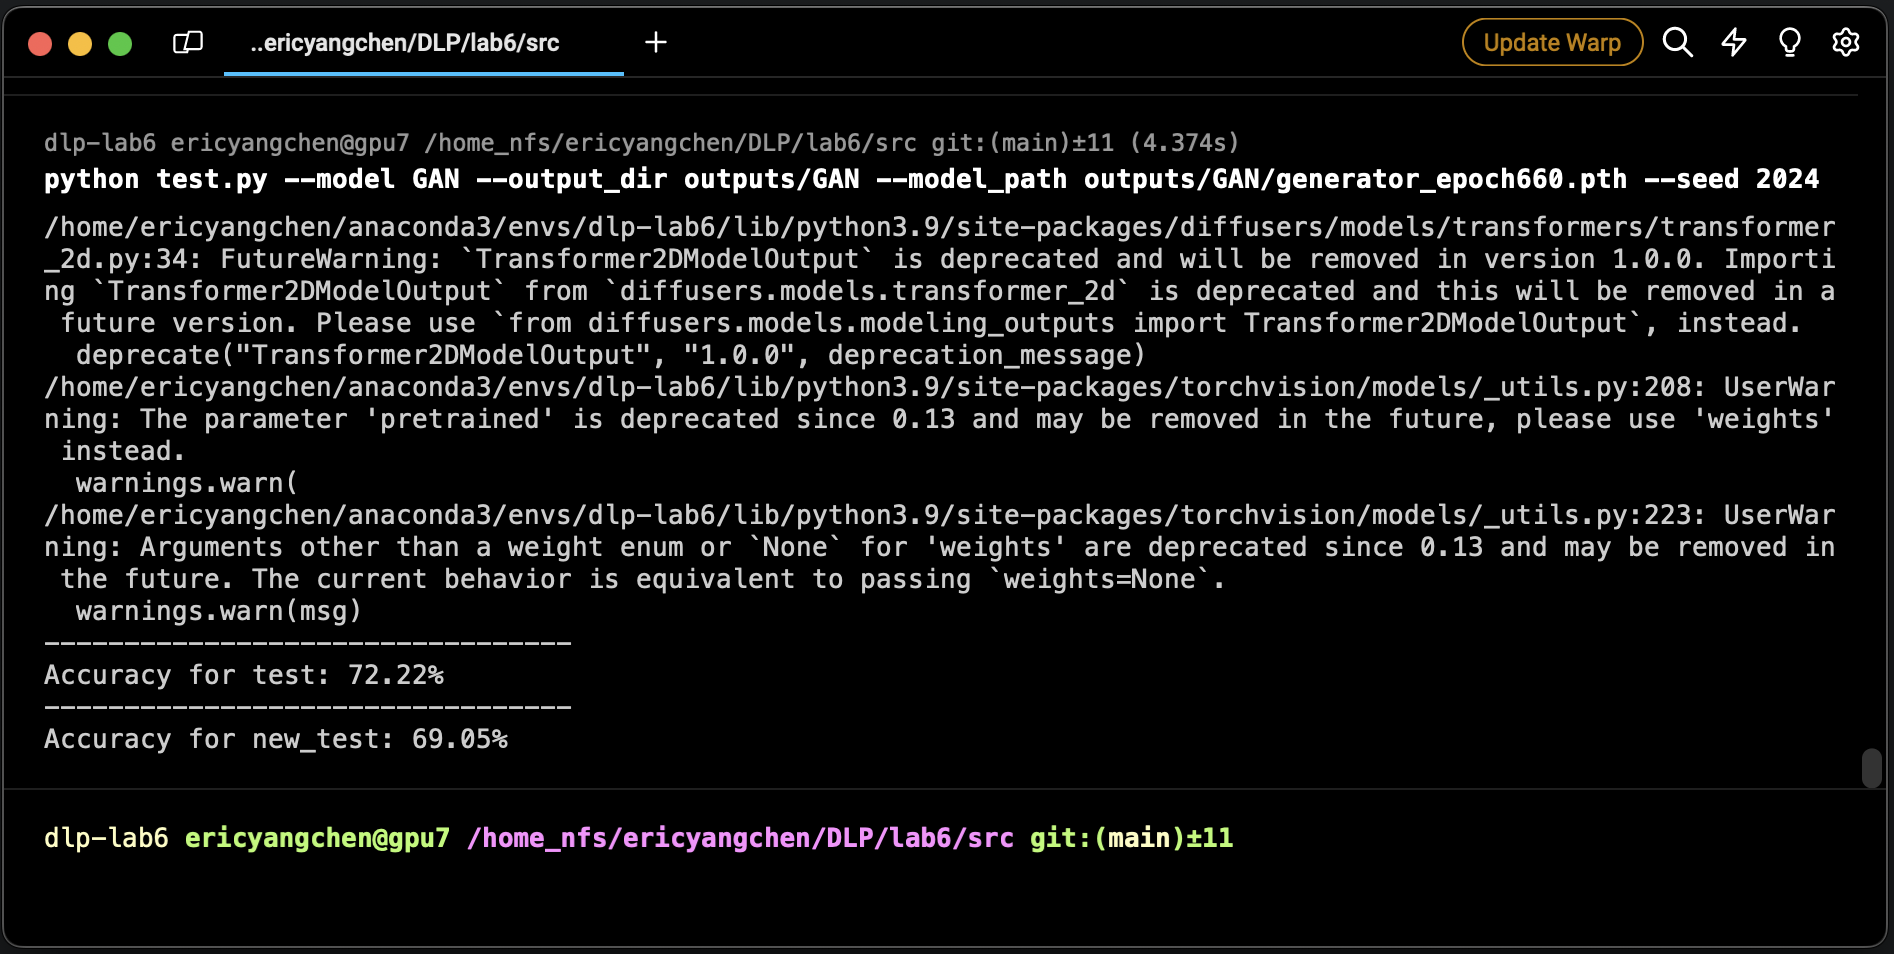 ..ericyangchen/DLP/lab6/src
Update Warp
dlp-lab6 ericyangchen@gpu7 /home_nfs/ericyangchen/DLP/lab6/src git:(main)±11 (4.374s)
python test.py --model GAN --output_dir outputs/GAN --model_path outputs/GAN/generator_epoch660.pth --seed 2024
/home/ericyangchen/anaconda3/envs/dlp-lab6/lib/python3.9/site-packages/diffusers/models/transformers/transformer
_2d.py:34: FutureWarning: `Transformer2DModelOutput` is deprecated and will be removed in version 1.0.0. Importi
ng `Transformer2DModelOutput` from `diffusers.models.transformer_2d` is deprecated and this will be removed in a
 future version. Please use `from diffusers.models.modeling_outputs import Transformer2DModelOutput`, instead.
  deprecate("Transformer2DModelOutput", "1.0.0", deprecation_message)
/home/ericyangchen/anaconda3/envs/dlp-lab6/lib/python3.9/site-packages/torchvision/models/_utils.py:208: UserWar
ning: The parameter 'pretrained' is deprecated since 0.13 and may be removed in the future, please use 'weights'
 instead.
  warnings.warn(
/home/ericyangchen/anaconda3/envs/dlp-lab6/lib/python3.9/site-packages/torchvision/models/_utils.py:223: UserWar
ning: Arguments other than a weight enum or `None` for 'weights' are deprecated since 0.13 and may be removed in
 the future. The current behavior is equivalent to passing `weights=None`.
  warnings.warn(msg)
---------------------------------
Accuracy for test: 72.22%
---------------------------------
Accuracy for new_test: 69.05%
dlp-lab6 ericyangchen@gpu7 /home_nfs/ericyangchen/DLP/lab6/src git:(main)±11